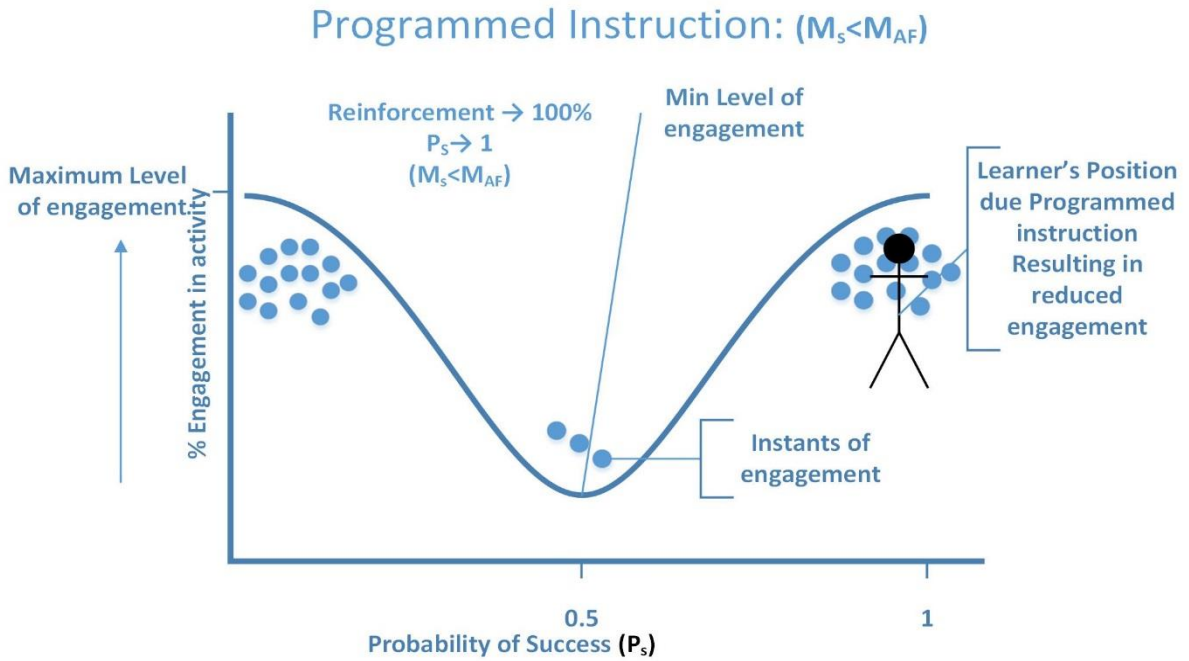 Programmed Instruction: (Ms<MAF)
Reinforcement → 100%
Ps→ 1
(Ms<MAF)
Min Level of
engagement
Maximum Level
of engagement
% Engagement in activity
Learner’s Position
due Programmed
instruction
Resulting in
reduced
engagement
Instants of
engagement
0.5
1
Probability of Success (Ps)